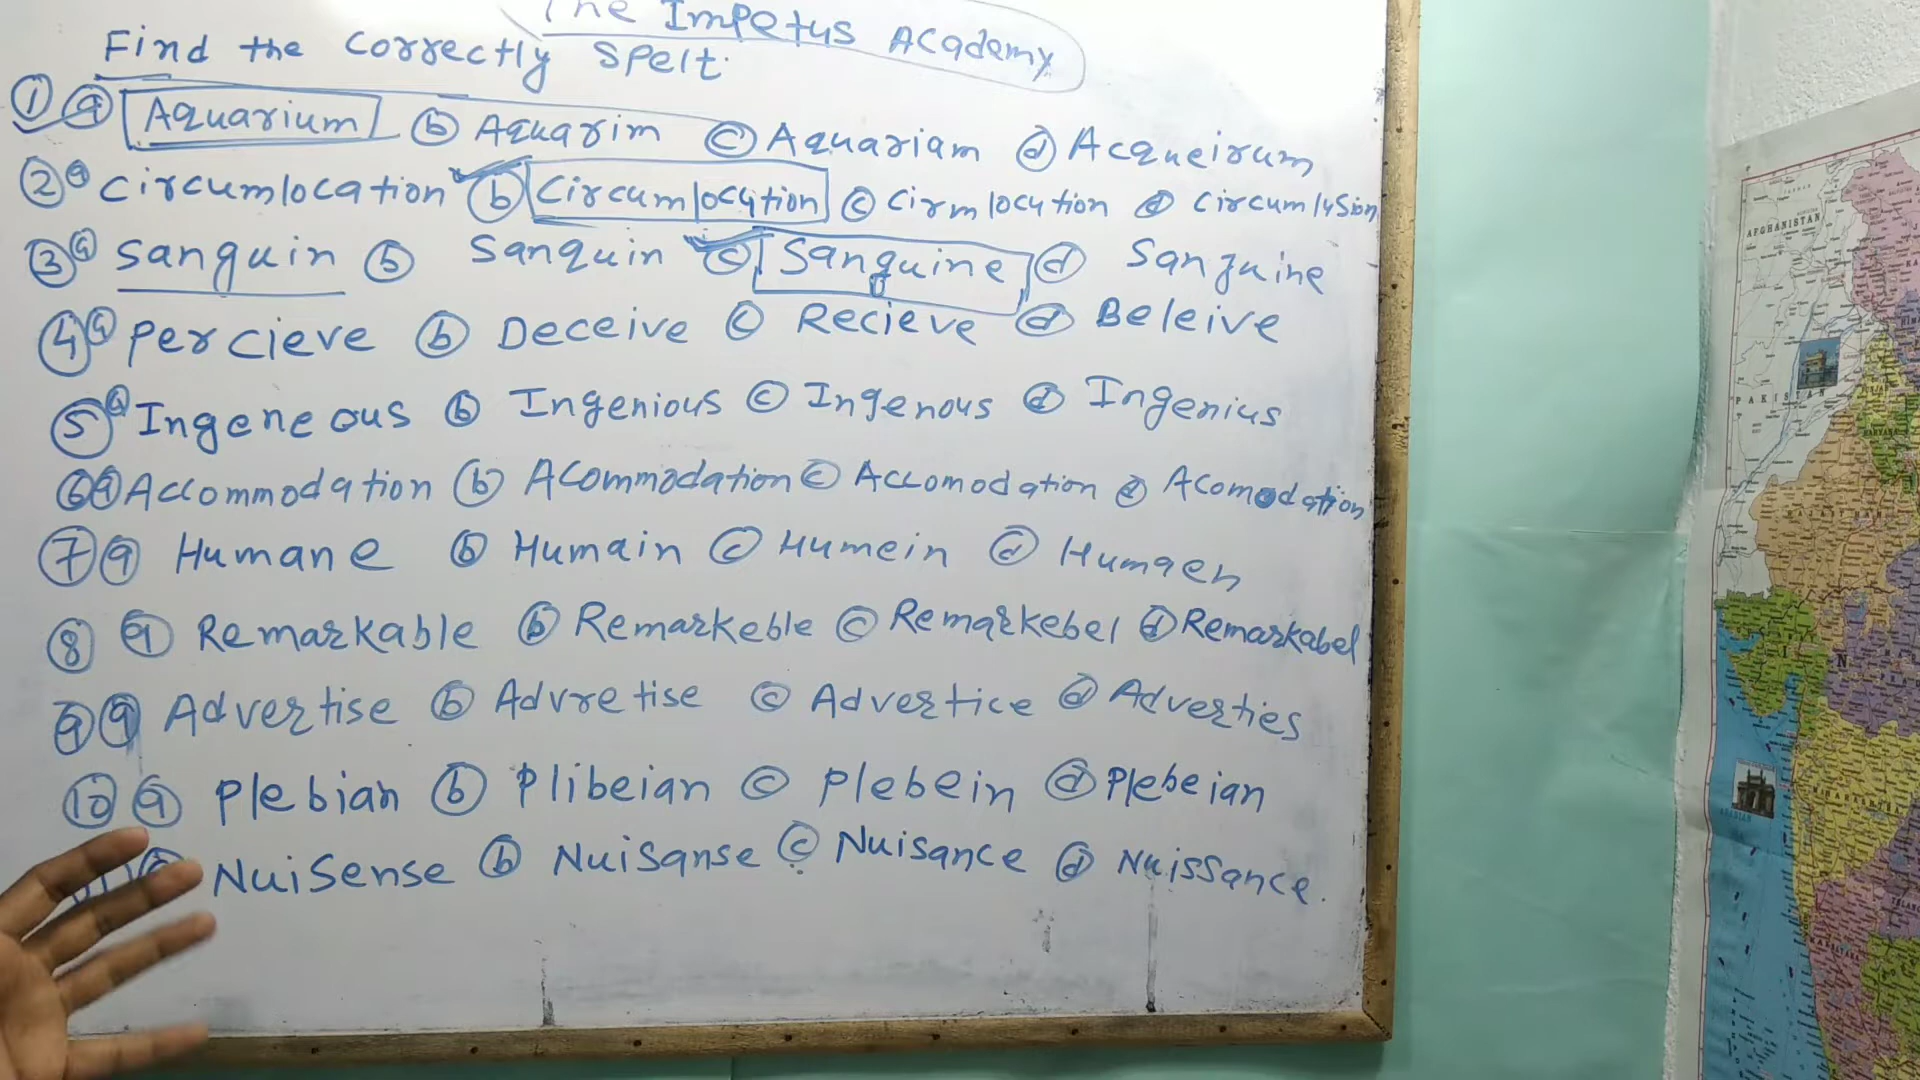 The Impetus Academy
Find the correctly spelt.
1 a Aquarium b Aquarim c Aquariam d Acqueirum
2 a Circumlocation b Circumlocution c Cirmlocution d Circumlusion
3 a Sanguin b Sanquin c Sanguine d Sanjuine
4 a Percieve b Deceive c Recieve d Beleive
5 a Ingeneous b Ingenious c Ingenous d Ingenius
6 a Accommodation b Acommodation c Accomodation d Acomodation
7 a Humane b Humain c Humein d Humaen
8 a Remarkable b Remarkeble c Remarkebel d Remarkabel
9 a Advertise b Advretise c Advertice d Adverties
10 a Plebian b Plibeian c Plebein d Plebeian
Nuisense b Nuisanse c Nuisance d Nuissance.
AFGHANISTAN
PAKISTAN